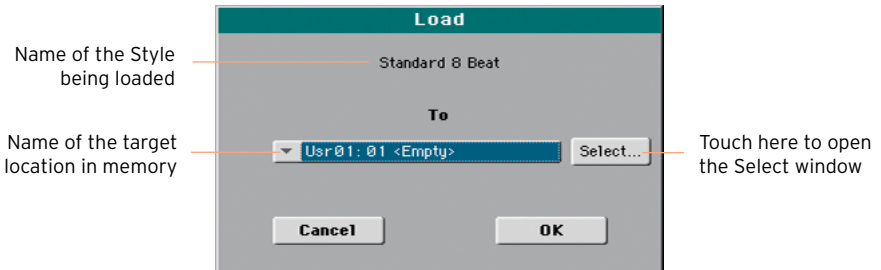 Load
Name of the Style
being loaded
Standard 8 Beat
To
Name of the target
location in memory
Usr01: 01 <Empty>
Select...
Touch here to open
the Select window
Cancel
OK